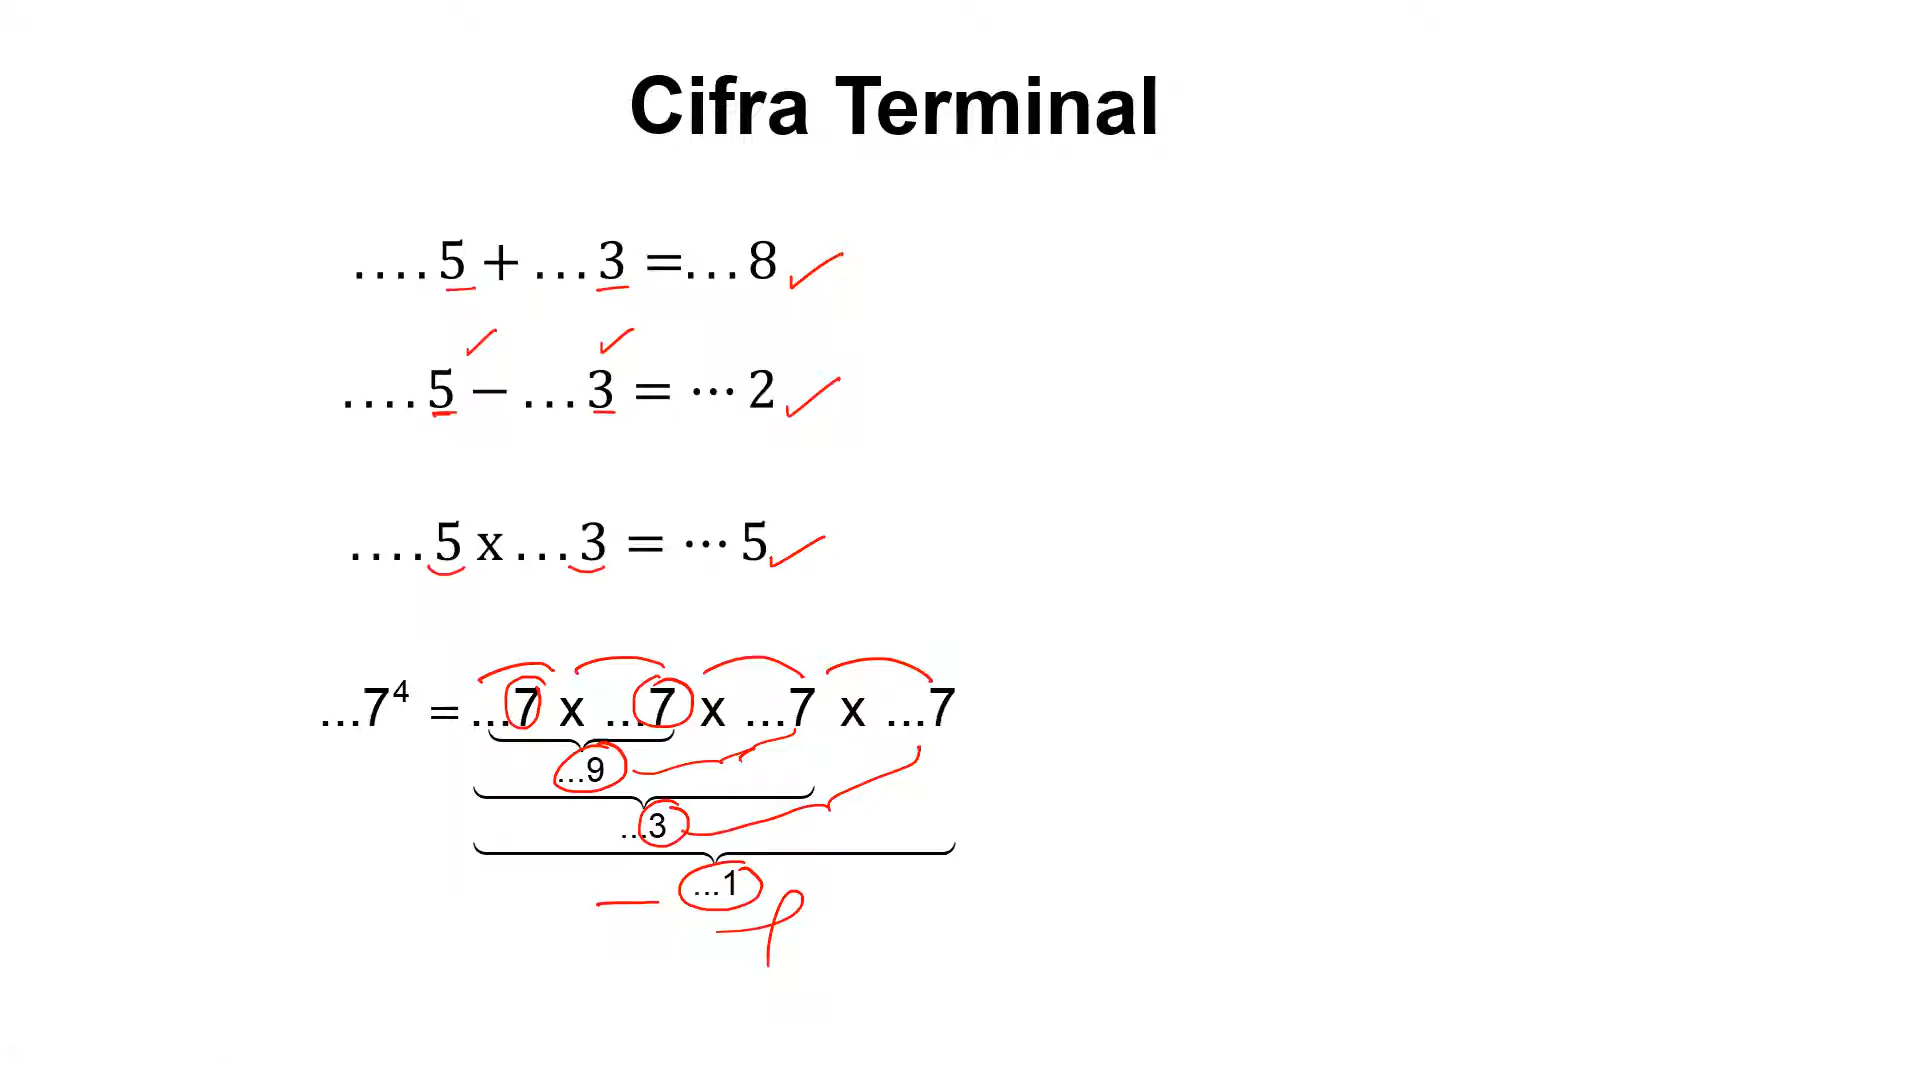 Cifra Terminal
....5 + ...3 =...8
....5 − ...3 = ⋯ 2
....5 x ...3 = ⋯ 5
...7⁴ = ...7 x ...7 x ...7 x ...7
...9
...3
...1